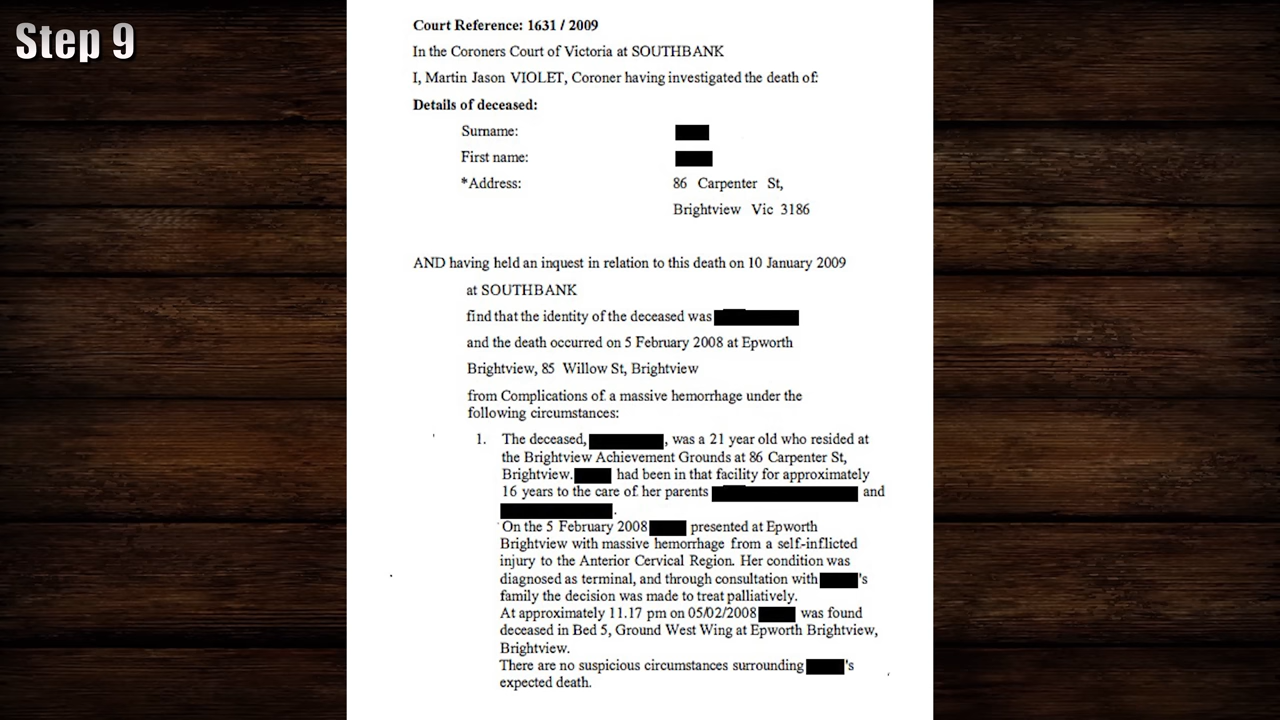 Step 9
Court Reference: 1631 / 2009
In the Coroners Court of Victoria at SOUTHBANK
I, Martin Jason VIOLET, Coroner having investigated the death of:
Details of deceased:
Surname:
First name:
*Address: 86 Carpenter St,
Brightview Vic 3186
AND having held an inquest in relation to this death on 10 January 2009
at SOUTHBANK
find that the identity of the deceased was
and the death occurred on 5 February 2008 at Epworth
Brightview, 85 Willow St, Brightview
from Complications of a massive hemorrhage under the
following circumstances:
1. The deceased, , was a 21 year old who resided at
the Brightview Achievement Grounds at 86 Carpenter St,
Brightview. had been in that facility for approximately
16 years to the care of her parents and
.
On the 5 February 2008 presented at Epworth
Brightview with massive hemorrhage from a self-inflicted
injury to the Anterior Cervical Region. Her condition was
diagnosed as terminal, and through consultation with 's
family the decision was made to treat palliatively.
At approximately 11.17 pm on 05/02/2008 was found
deceased in Bed 5, Ground West Wing at Epworth Brightview,
Brightview.
There are no suspicious circumstances surrounding 's
expected death.